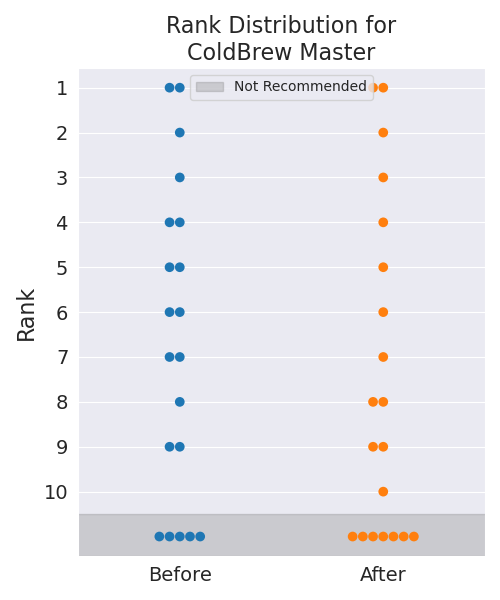 Rank Distribution for
ColdBrew Master
Not Recommended
1
2
3
4
5
6
7
8
9
10
Rank
Before After